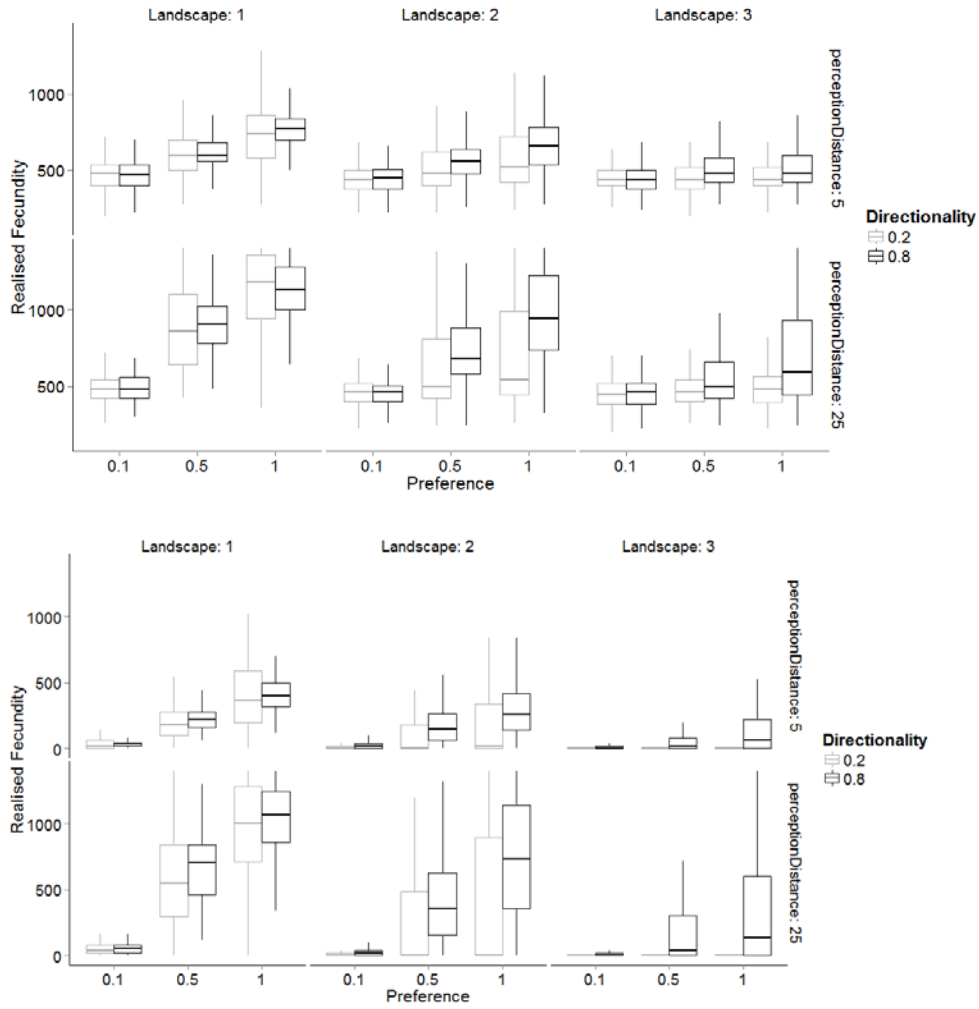 Landscape: 1 Landscape: 2 Landscape: 3
Realised Fecundity
1000
500
perceptionDistance: 5
1000
500
perceptionDistance: 25
0.1 0.5 1 0.1 0.5 1 0.1 0.5 1
Preference
Directionality
0.2
0.8
Landscape: 1 Landscape: 2 Landscape: 3
Realised Fecundity
1000
500
0
perceptionDistance: 5
1000
500
0
perceptionDistance: 25
0.1 0.5 1 0.1 0.5 1 0.1 0.5 1
Preference
Directionality
0.2
0.8